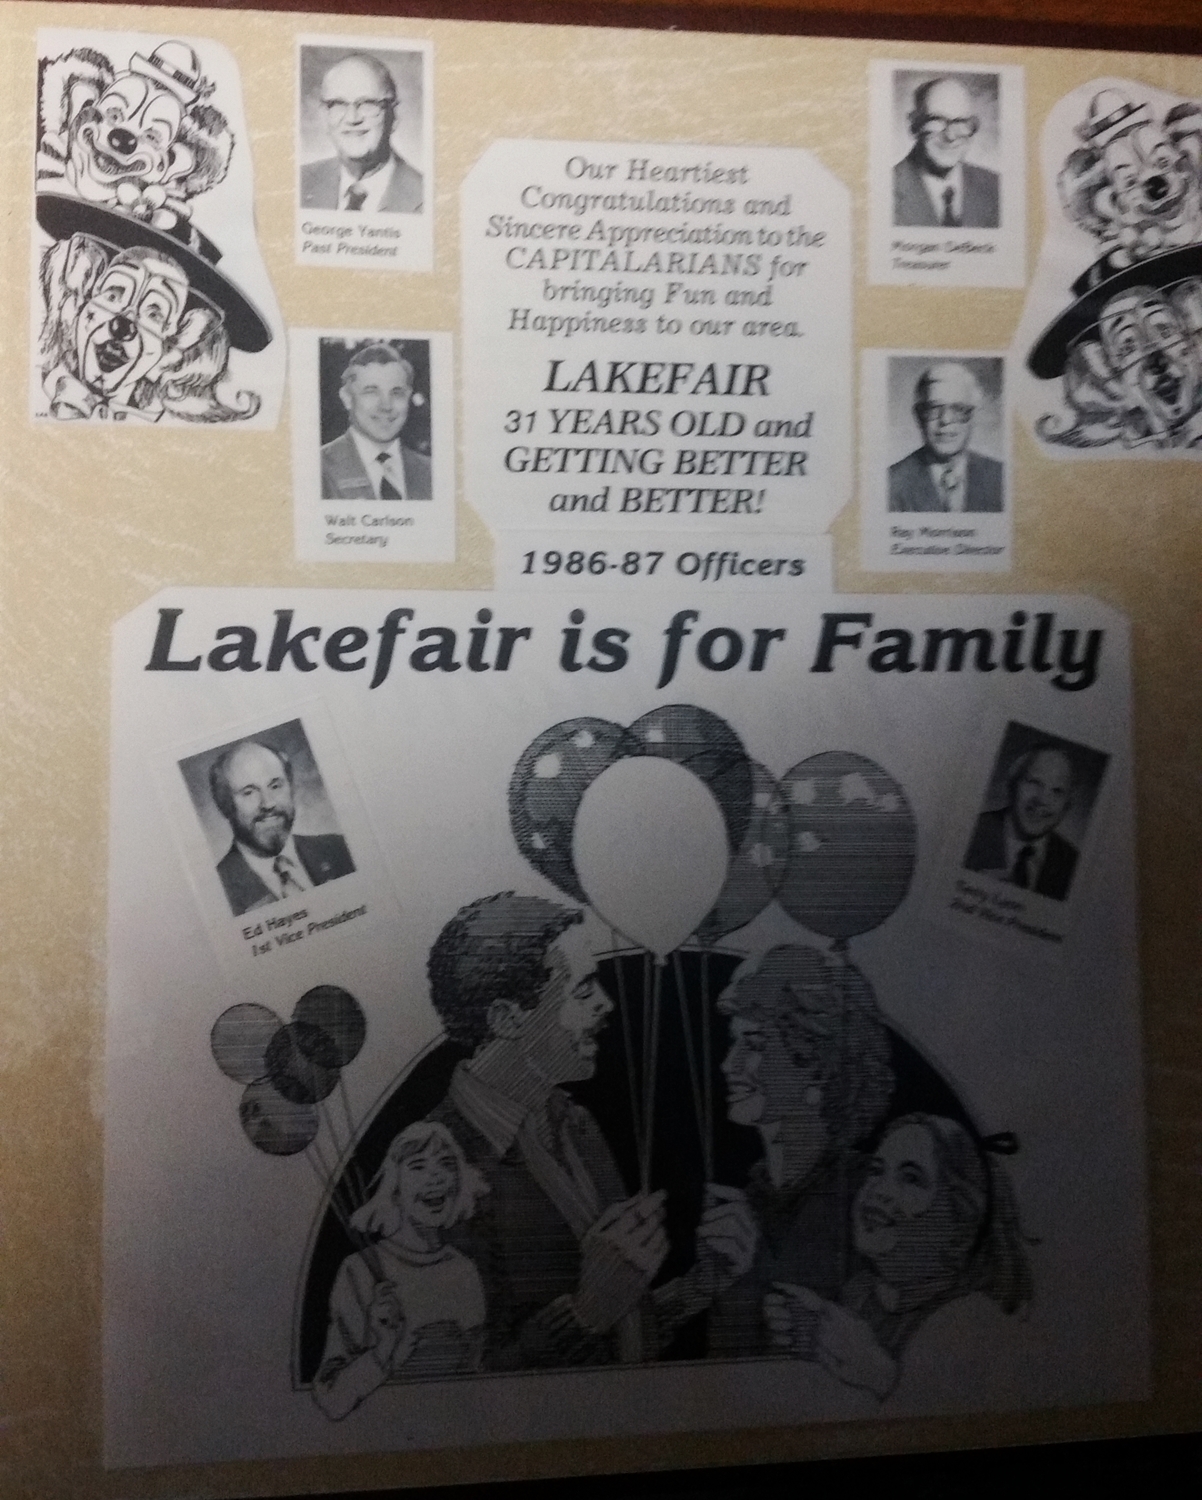 George Yantis
Past President
Our Heartiest
Congratulations and
Sincere Appreciation to the
CAPITALARIANS for
bringing Fun and
Happiness to our area.
LAKEFAIR
31 YEARS OLD and
GETTING BETTER
and BETTER!
Morgan
Treasurer
Walt Carlson
Secretary
Ray Morrison
Executive Director
1986-87 Officers
Lakefair is for Family
Ed Hayes
1st Vice President
Terry
2nd Vice President